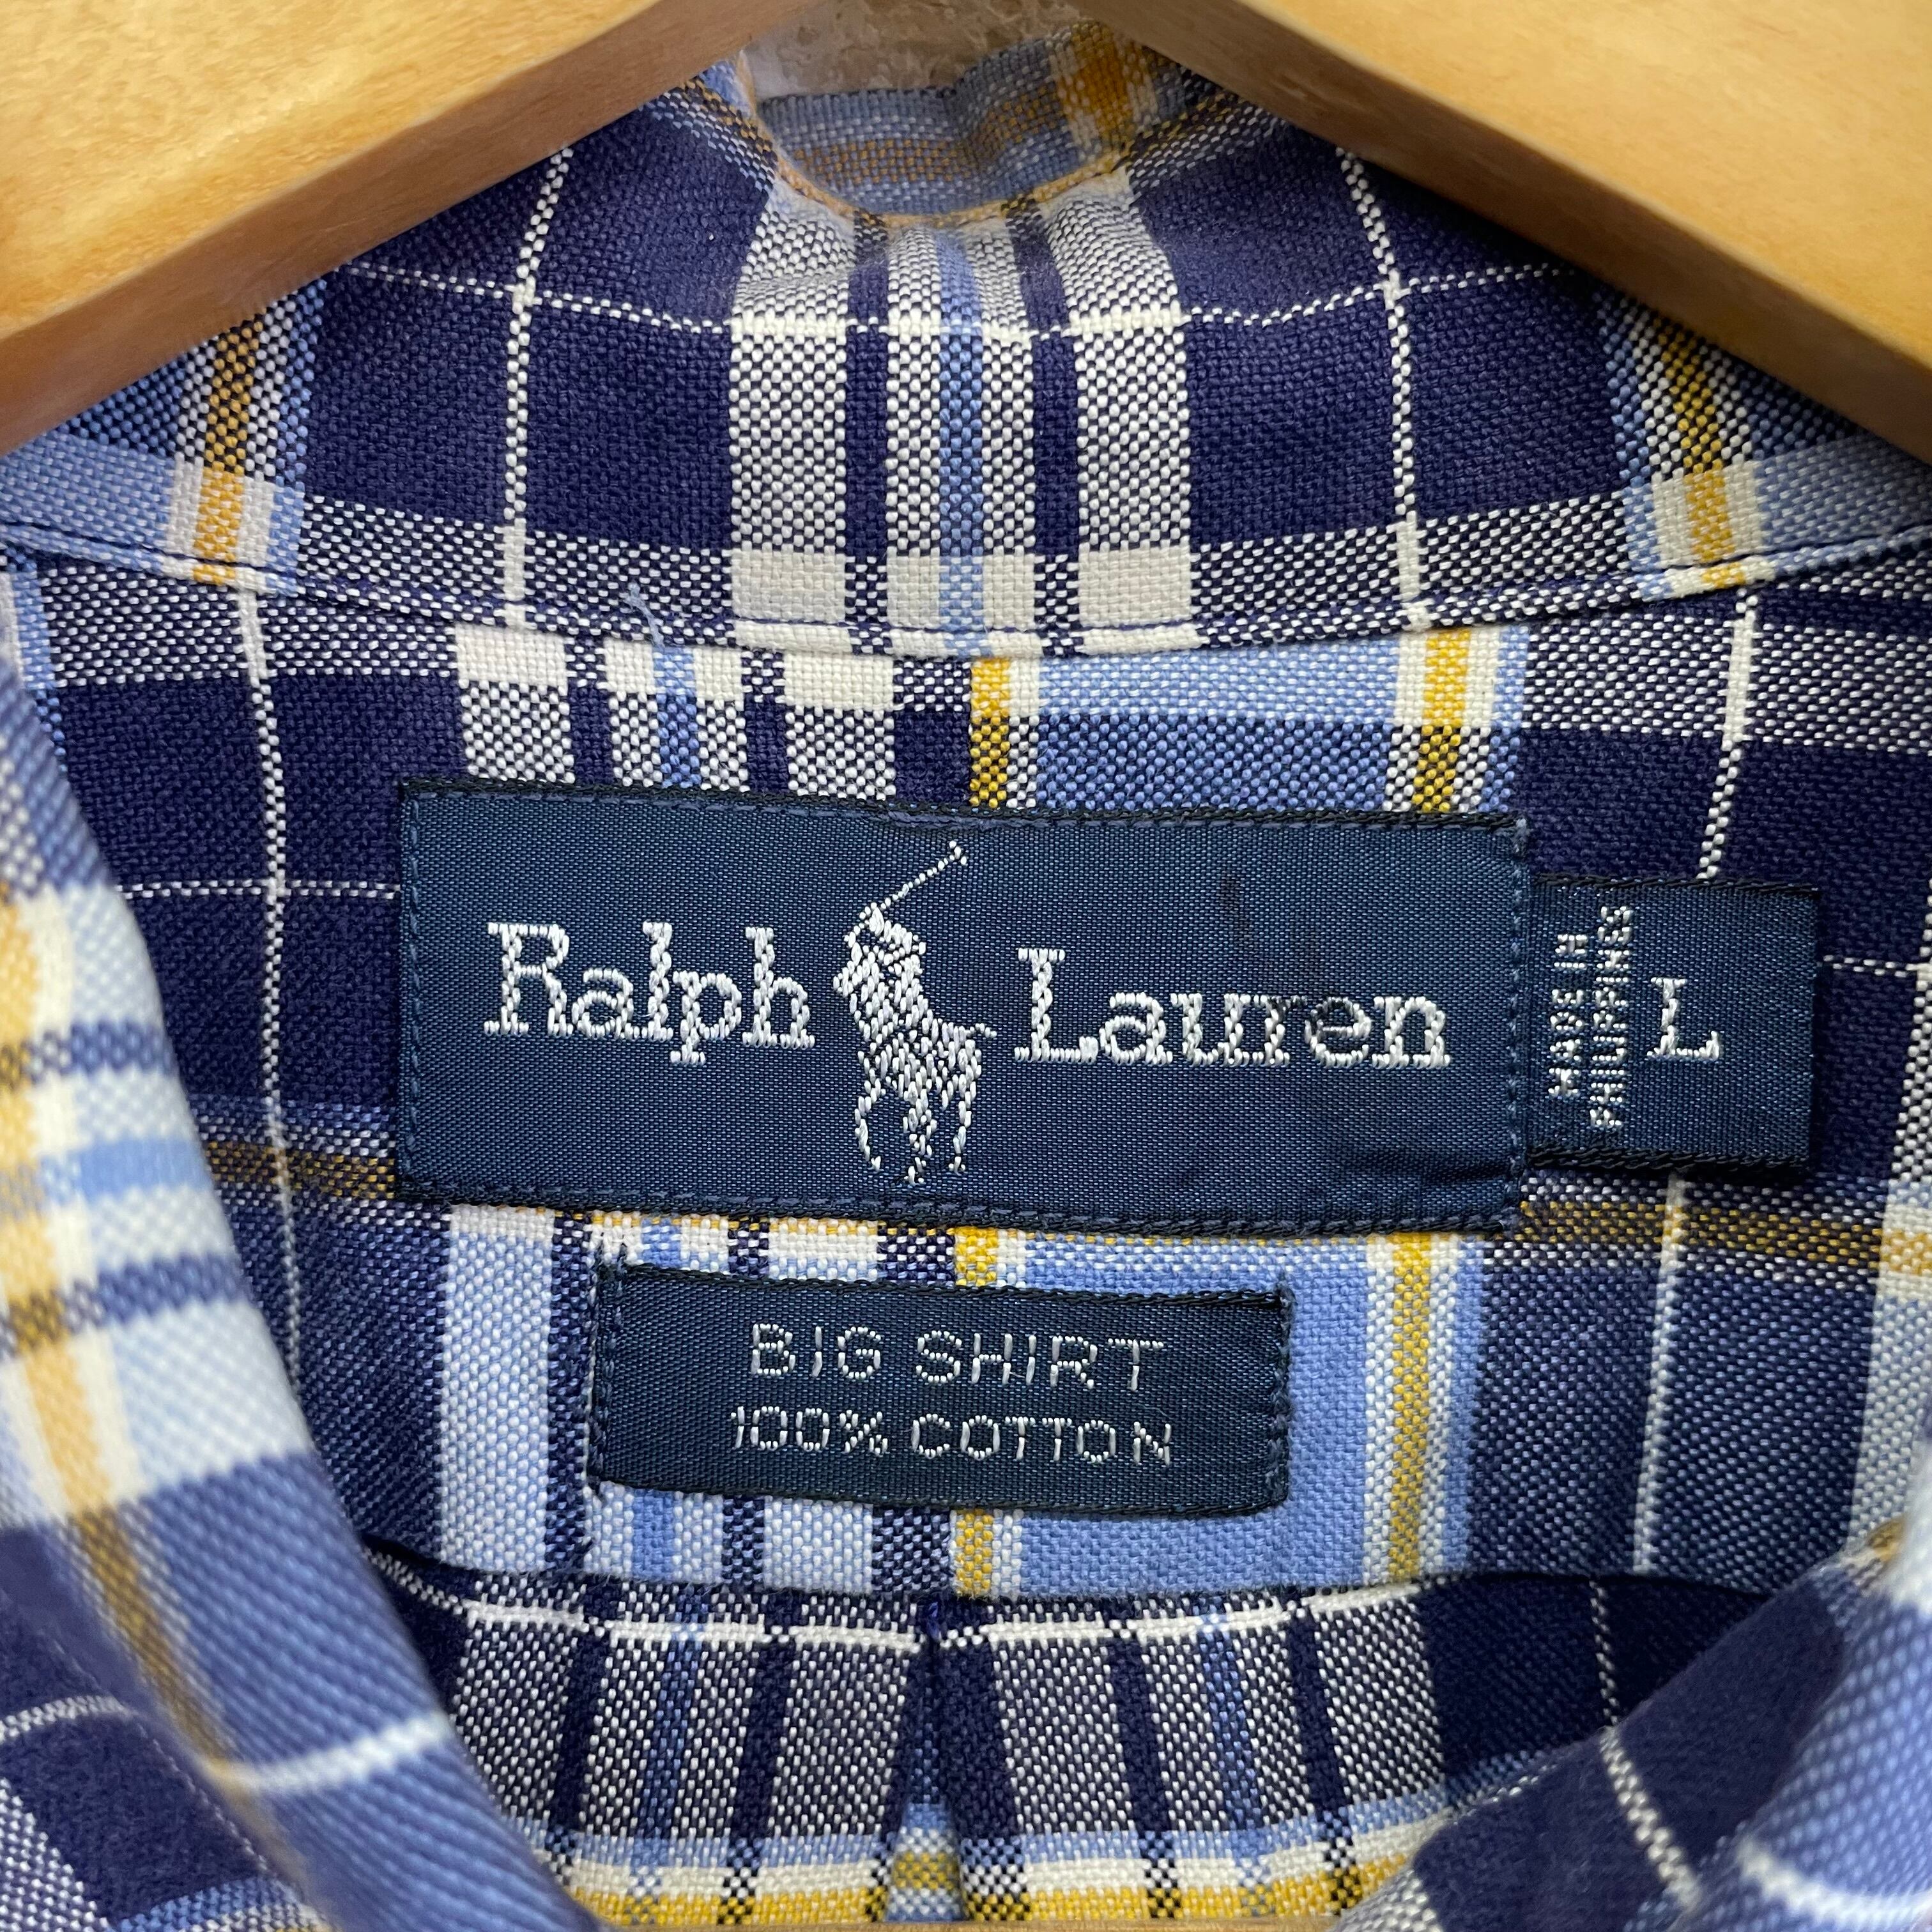 Ralph Lauren
MADE IN
PHILIPPINES
L
BIG SHIRT
100% COTTON